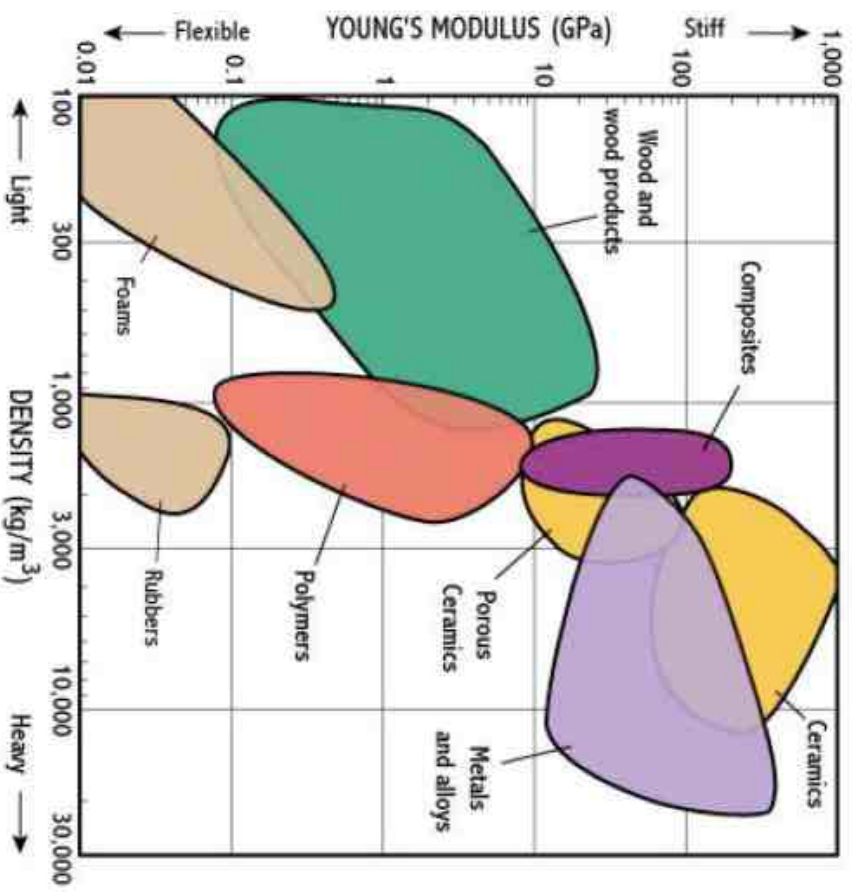 ← Flexible YOUNG'S MODULUS (GPa) Stiff →
0.01 0.1 1 10 100 1,000
100
300
1,000
3,000
10,000
30,000
← Light DENSITY (kg/m³) Heavy →
Wood and
wood products
Composites
Foams
Rubbers
Polymers
Porous
Ceramics
Metals
and alloys
Ceramics